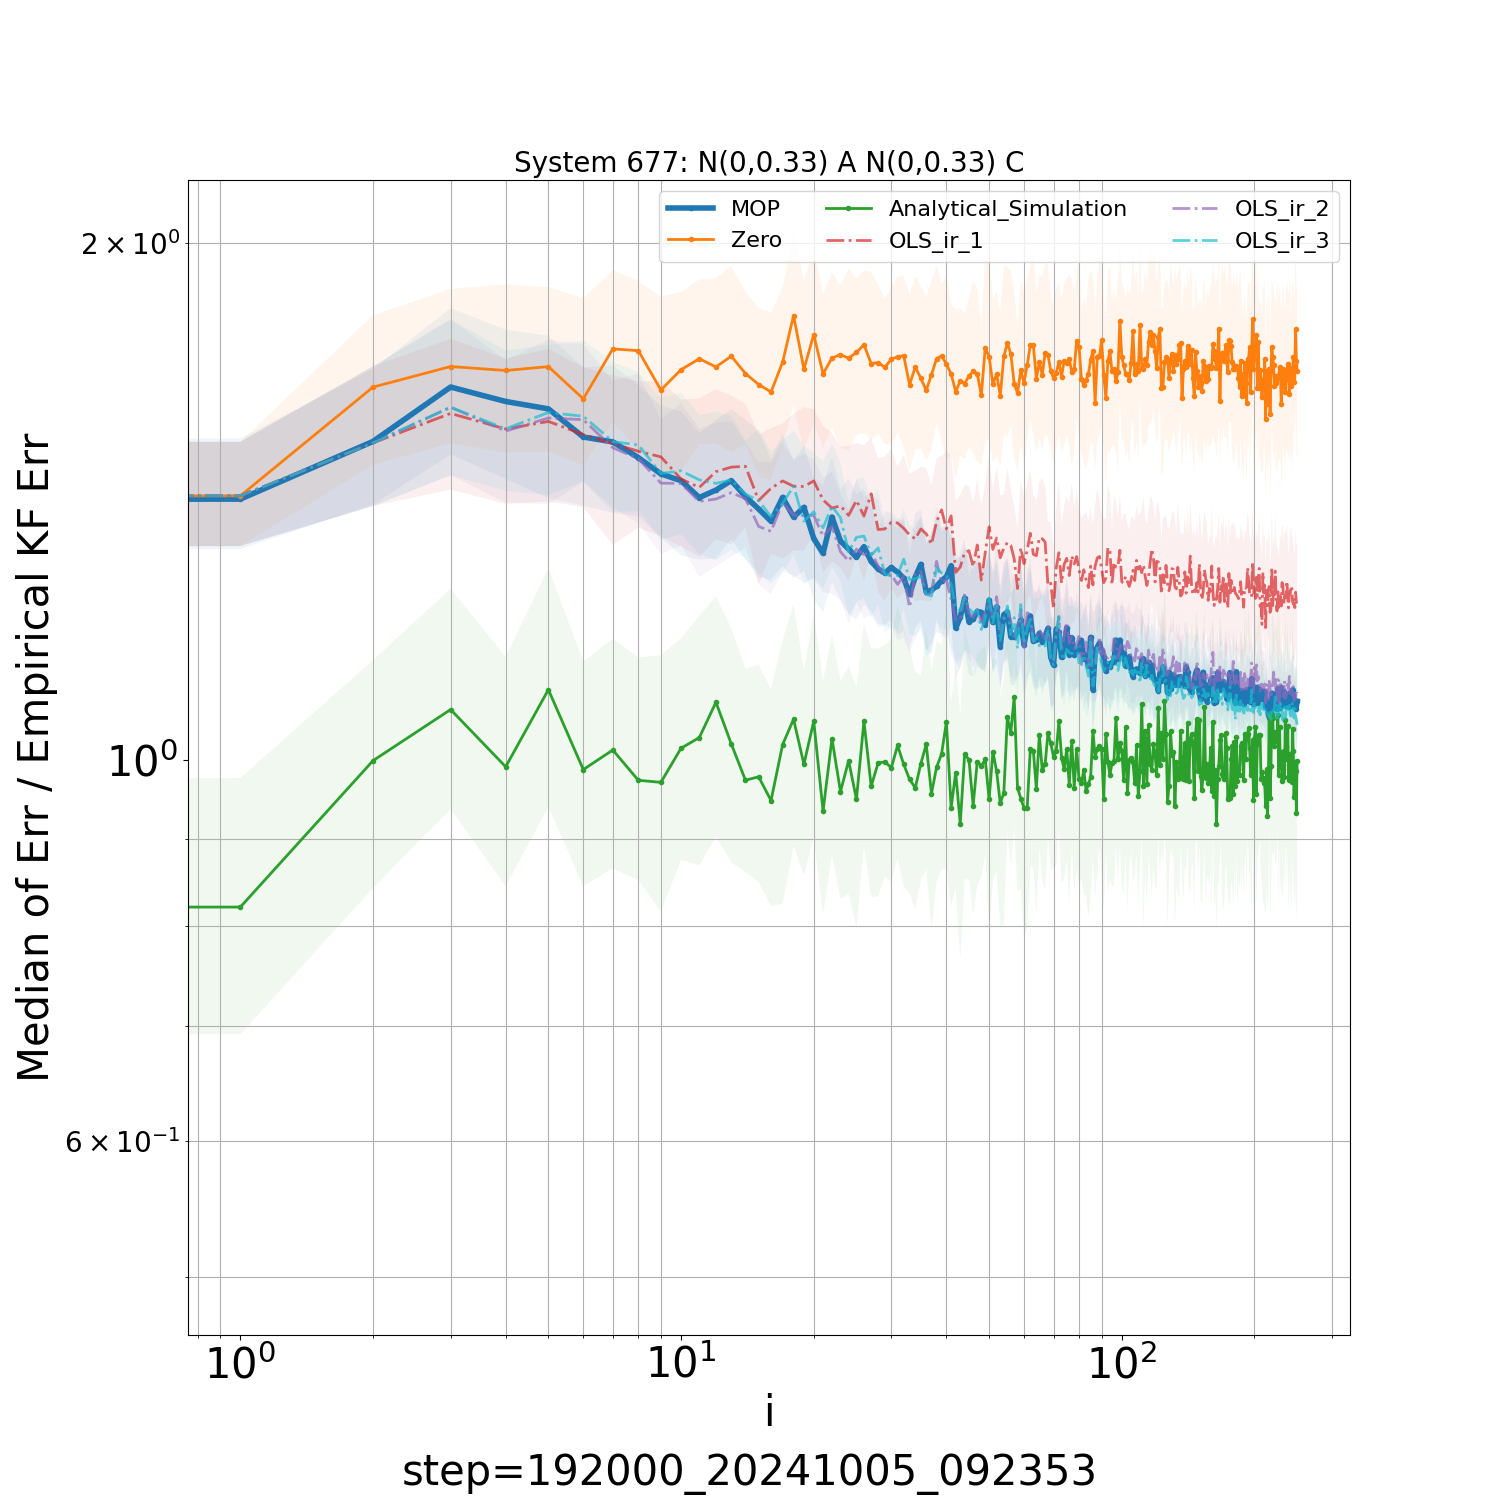 System 677: N(0,0.33) A N(0,0.33) C
MOP
Zero
Analytical_Simulation
OLS_ir_1
OLS_ir_2
OLS_ir_3
Median of Err / Empirical KF Err
2 × 10⁰
10⁰
6 × 10⁻¹
10⁰ 10¹ 10²
i
step=192000_20241005_092353